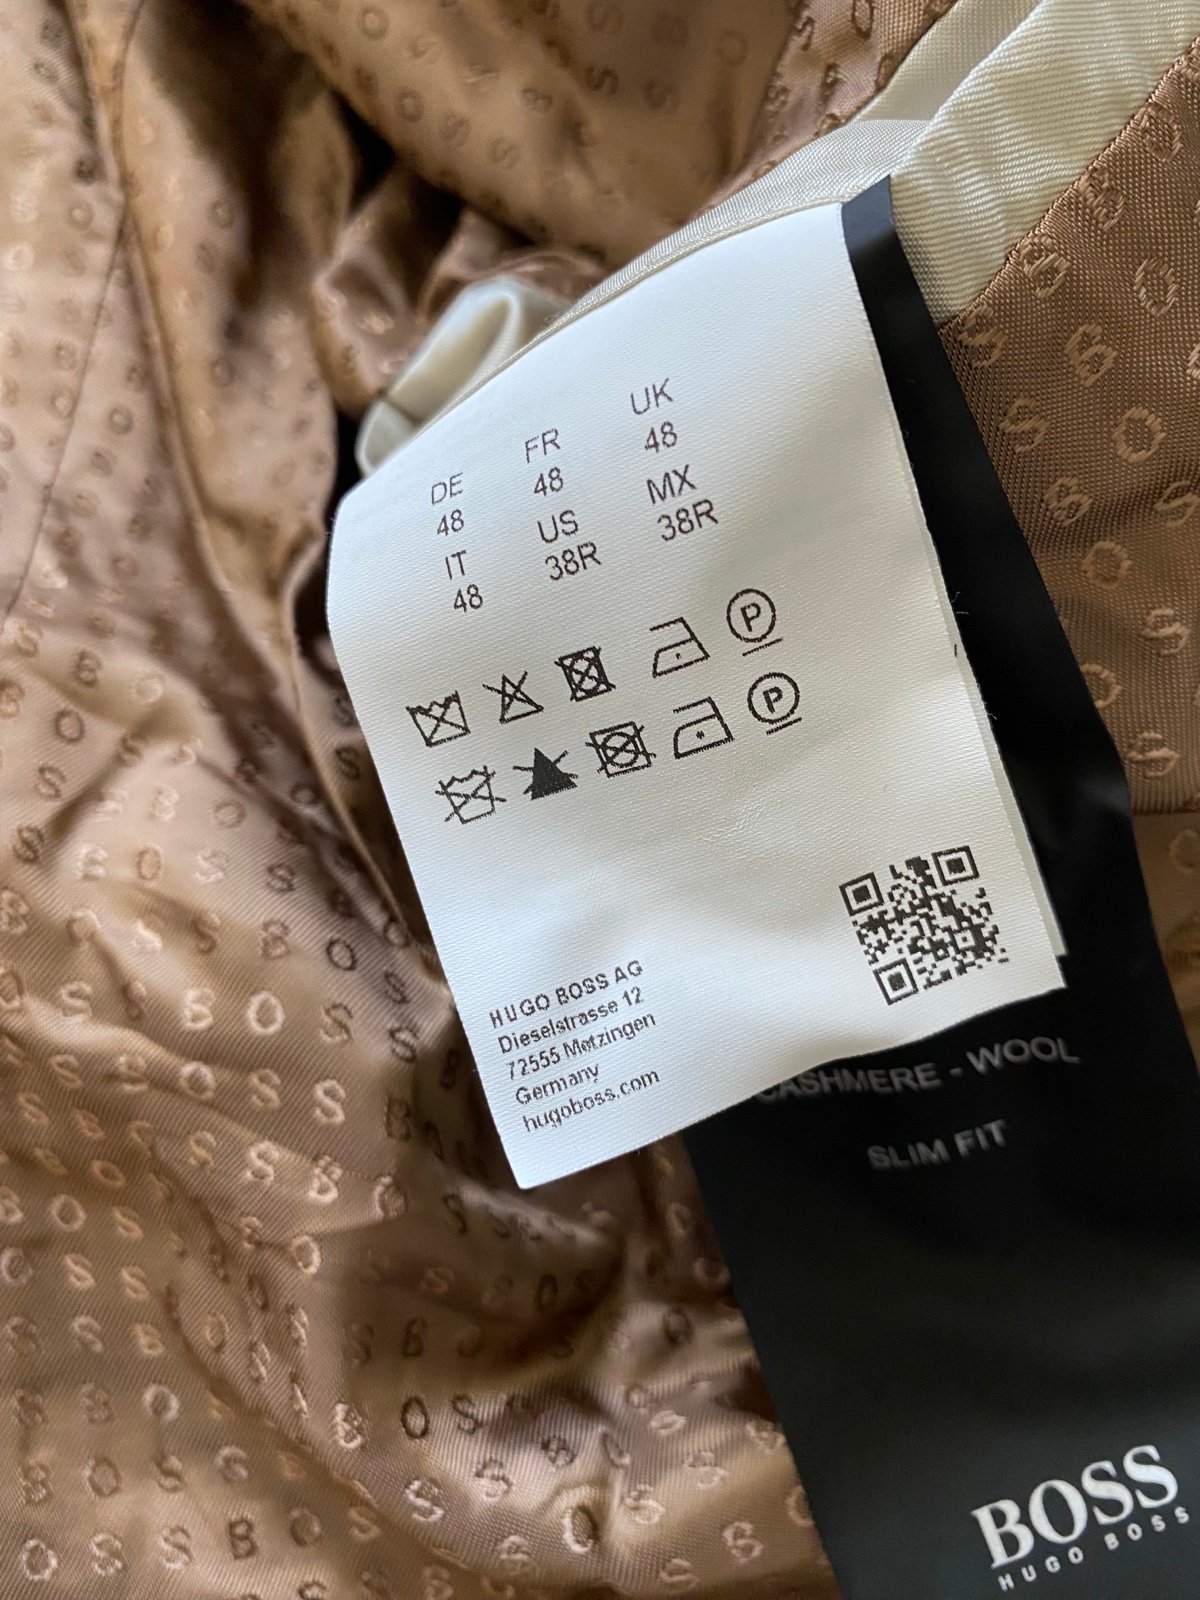 DE FR UK
48 48 48
IT US MX
48 38R 38R
P
P
HUGO BOSS AG
Dieselstrasse 12
72555 Metzingen
Germany
hugoboss.com
CASHMERE - WOOL
SLIM FIT
BOSS
HUGO BOSS